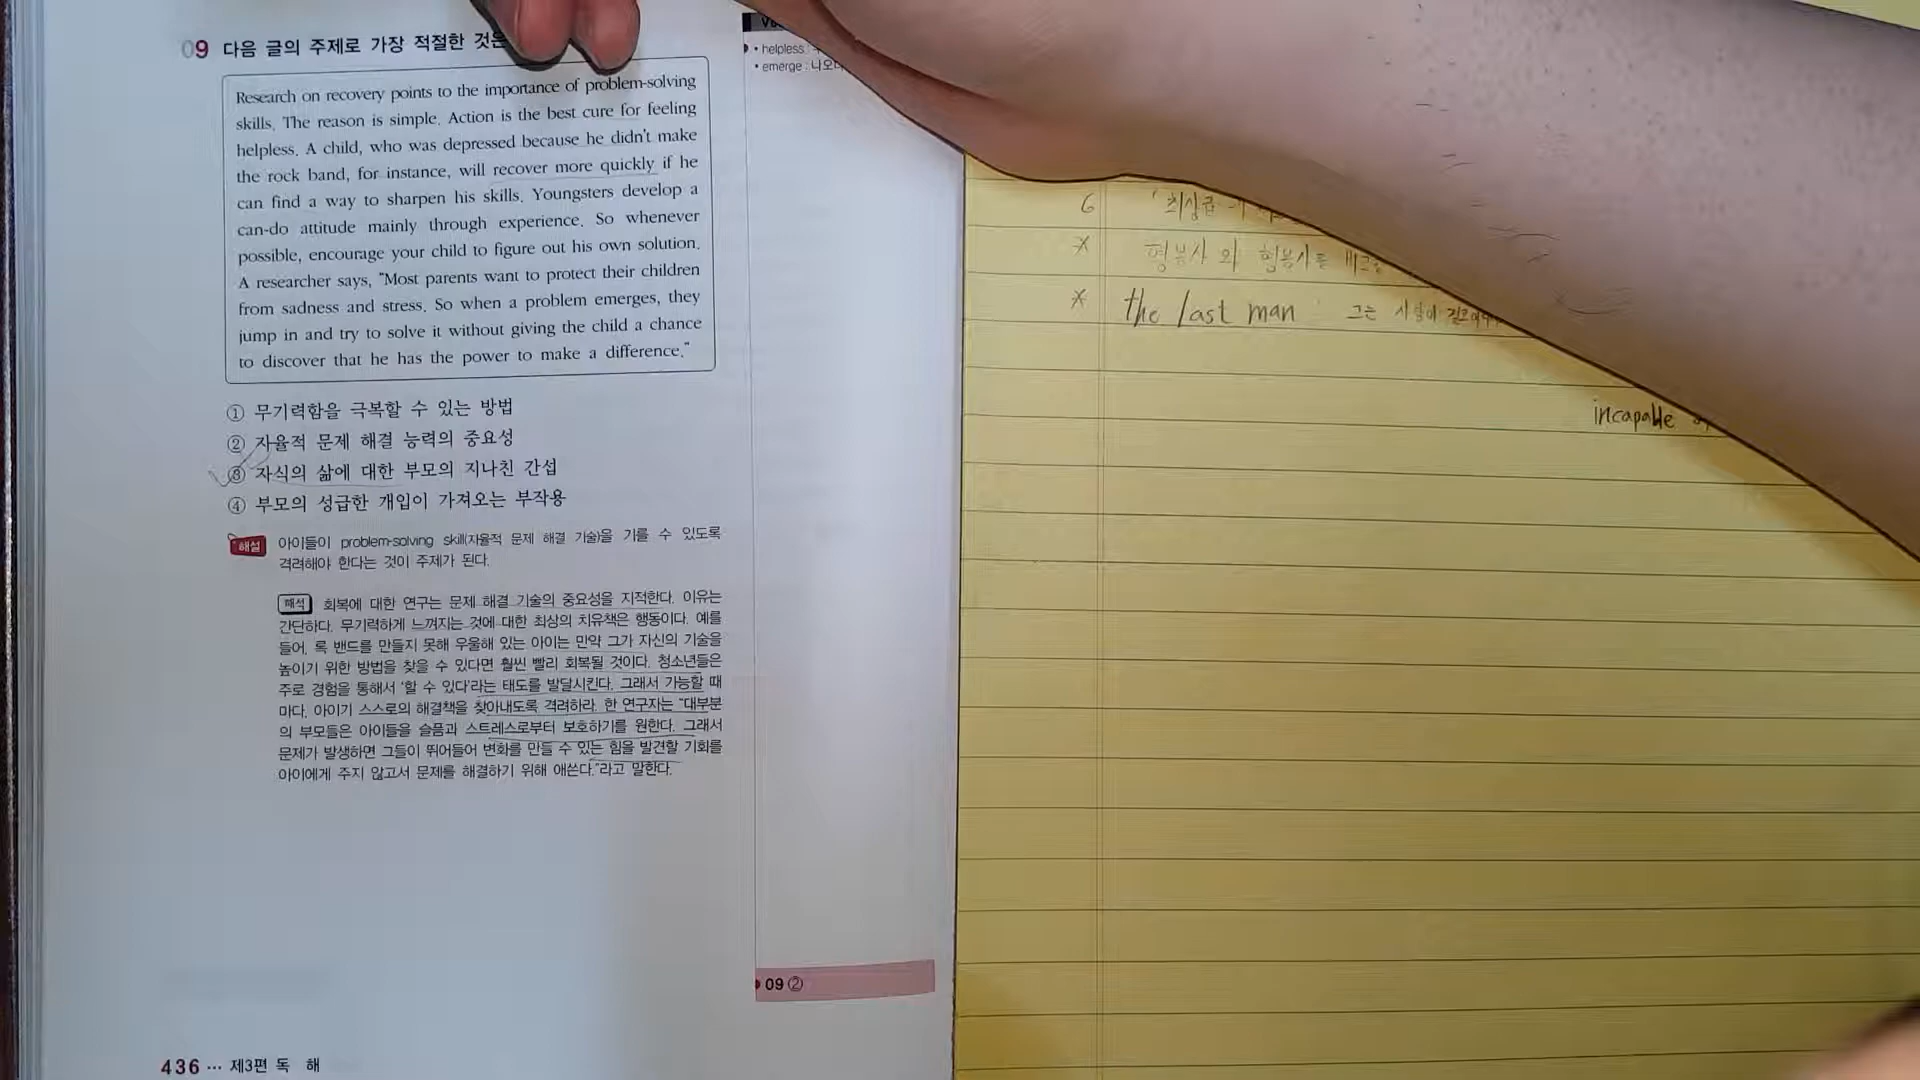 09 다음 글의 주제로 가장 적절한 것은
Research on recovery points to the importance of problem-solving
skills. The reason is simple. Action is the best cure for feeling
helpless. A child, who was depressed because he didn't make
the rock band, for instance, will recover more quickly if he
can find a way to sharpen his skills. Youngsters develop a
can-do attitude mainly through experience. So whenever
possible, encourage your child to figure out his own solution.
A researcher says, "Most parents want to protect their children
from sadness and stress. So when a problem emerges, they
jump in and try to solve it without giving the child a chance
to discover that he has the power to make a difference."
① 무기력함을 극복할 수 있는 방법
② 자율적 문제 해결 능력의 중요성
③ 자식의 삶에 대한 부모의 지나친 간섭
④ 부모의 성급한 개입이 가져오는 부작용
해설 아이들이 problem-solving skill(자율적 문제 해결 기술)을 기를 수 있도록
격려해야 한다는 것이 주제가 된다.
해석 회복에 대한 연구는 문제 해결 기술의 중요성을 지적한다. 이유는
간단하다. 무기력하게 느껴지는 것에 대한 최상의 치유책은 행동이다. 예를
들어, 록 밴드를 만들지 못해 우울해 있는 아이는 만약 그가 자신의 기술을
높이기 위한 방법을 찾을 수 있다면 훨씬 빨리 회복될 것이다. 청소년들은
주로 경험을 통해서 '할 수 있다'라는 태도를 발달시킨다. 그래서 가능할 때
마다, 아이기 스스로의 해결책을 찾아내도록 격려하라. 한 연구자는 "대부분
의 부모들은 아이들을 슬픔과 스트레스로부터 보호하기를 원한다. 그래서
문제가 발생하면 그들이 뛰어들어 변화를 만들 수 있는 힘을 발견할 기회를
아이에게 주지 않고서 문제를 해결하기 위해 애쓴다."라고 말한다.
436 ··· 제3편 독 해
• helpless :
• emerge : 나오다
09 ②
6 '최상급
* 형용사 와 형용사를
* the last man 그는 사람이
incapable